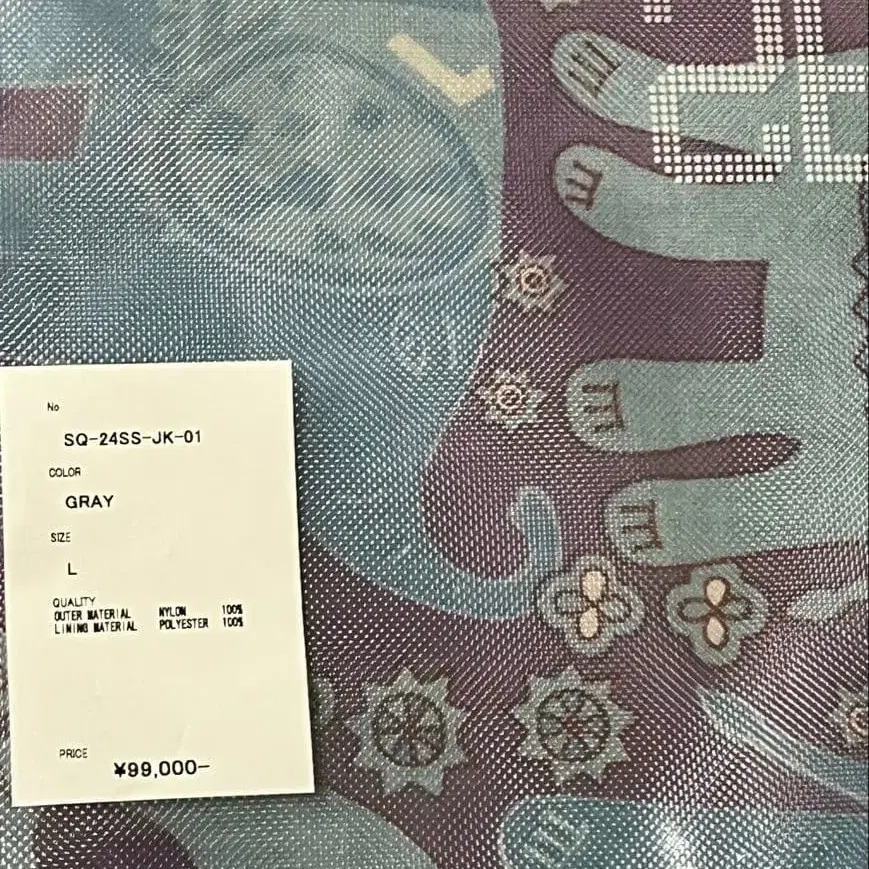 No
SQ-24SS-JK-01
COLOR
GRAY
SIZE
L
QUALITY
OUTER MATERIAL NYLON 100%
LINING MATERIAL POLYESTER 100%
PRICE
¥99,000-